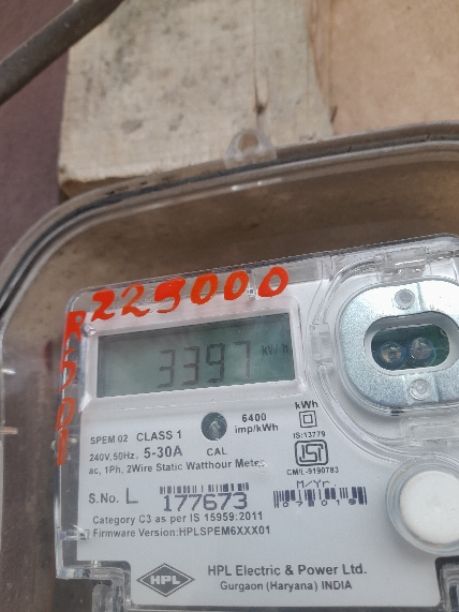 229000
R501
3397 kW h
6400
imp/kWh
kWh
IS:13779
SPEM 02 CLASS 1
240V,50Hz, 5-30A CAL
ac, 1Ph, 2Wire Static Watthour Meter
CM/L-9190783
S.No. L 177673
M/Yr
Category C3 as per IS 15959:2011
Firmware Version:HPLSPEM6XXX01
HPL
HPL Electric & Power Ltd.
Gurgaon (Haryana) INDIA